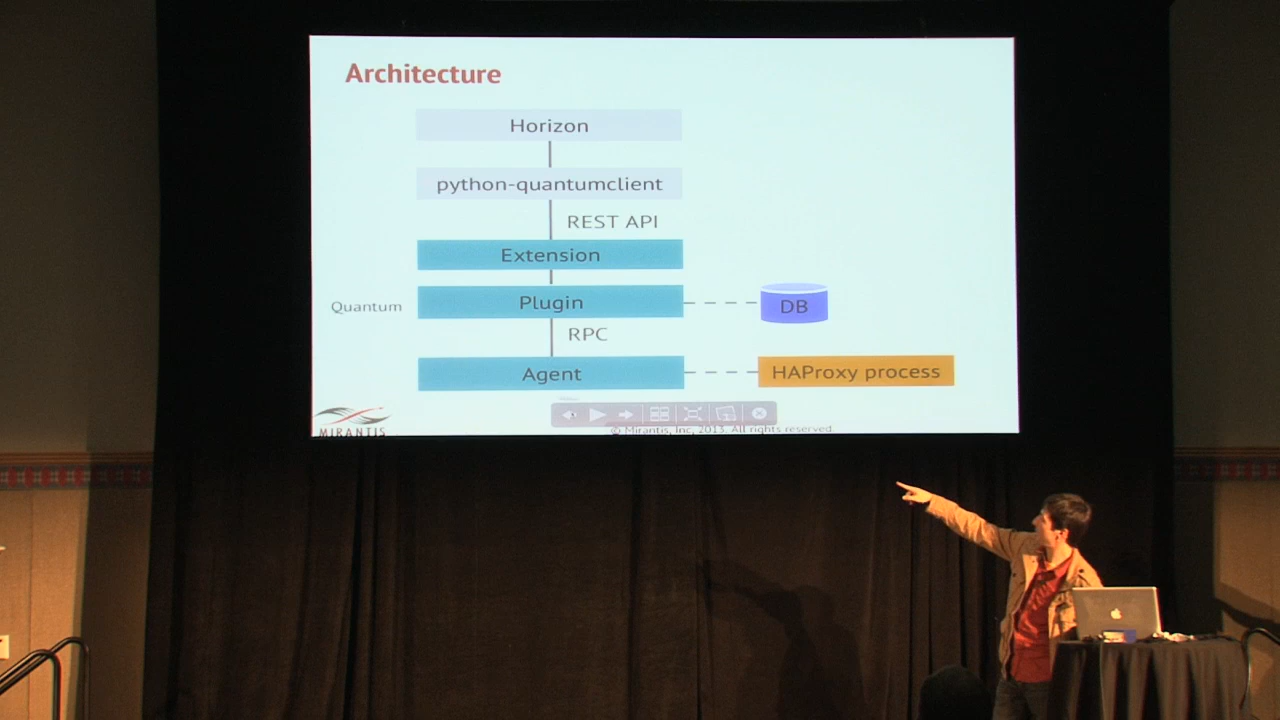 Architecture
Horizon
python-quantumclient
REST API
Extension
Quantum
Plugin
DB
RPC
Agent
HAProxy process
MIRANTIS
© Mirantis, Inc, 2013. All rights reserved.